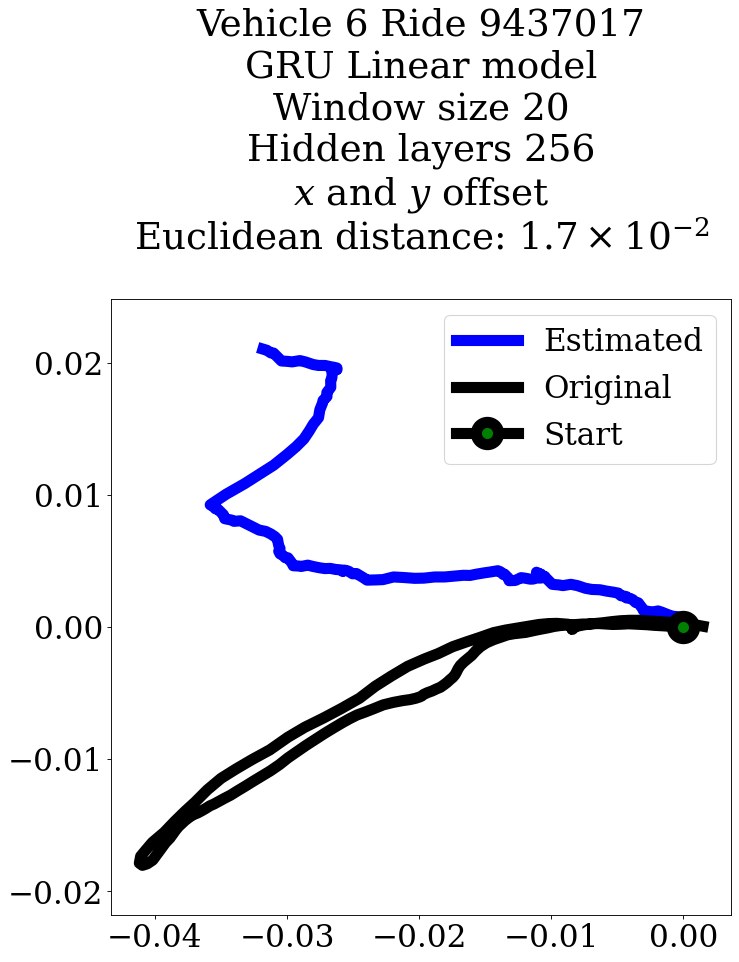 Vehicle 6 Ride 9437017
GRU Linear model
Window size 20
Hidden layers 256
x and y offset
Euclidean distance: 1.7 × 10⁻²
Estimated
Original
Start
0.02
0.01
0.00
−0.01
−0.02
−0.04 −0.03 −0.02 −0.01 0.00